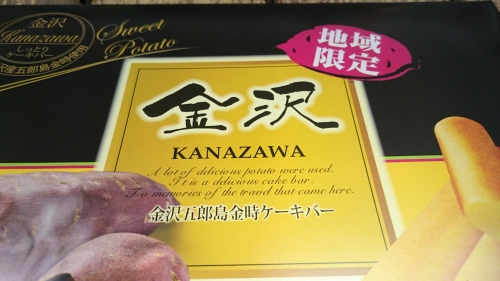 金沢
Kanazawa
しっとり
ケーキバー
五郎島金時使用
Sweet
Potato
地域
限定
金沢
KANAZAWA
A lot of delicious potato were used.
It is a delicious cake bar.
To memories of the travel that came here.
金沢五郎島金時ケーキバー